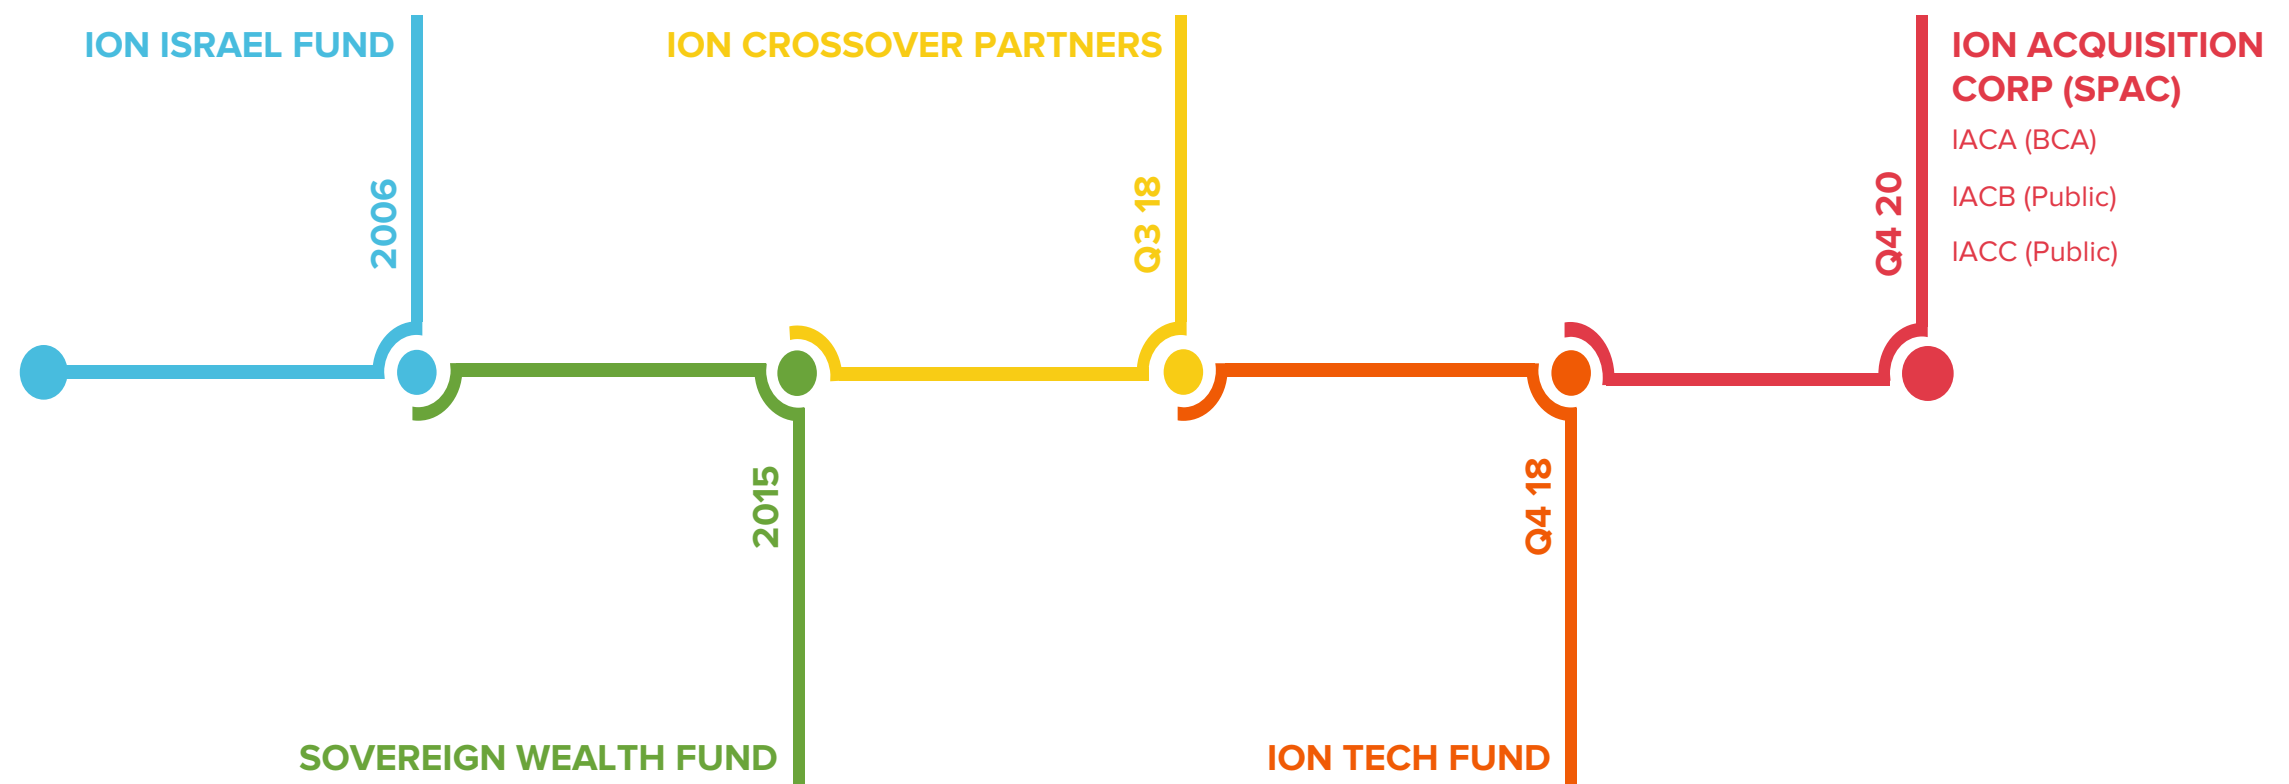 ION ISRAEL FUND
2006
SOVEREIGN WEALTH FUND
2015
ION CROSSOVER PARTNERS
Q3 18
ION TECH FUND
Q4 18
ION ACQUISITION
CORP (SPAC)
IACA (BCA)
IACB (Public)
IACC (Public)
Q4 20